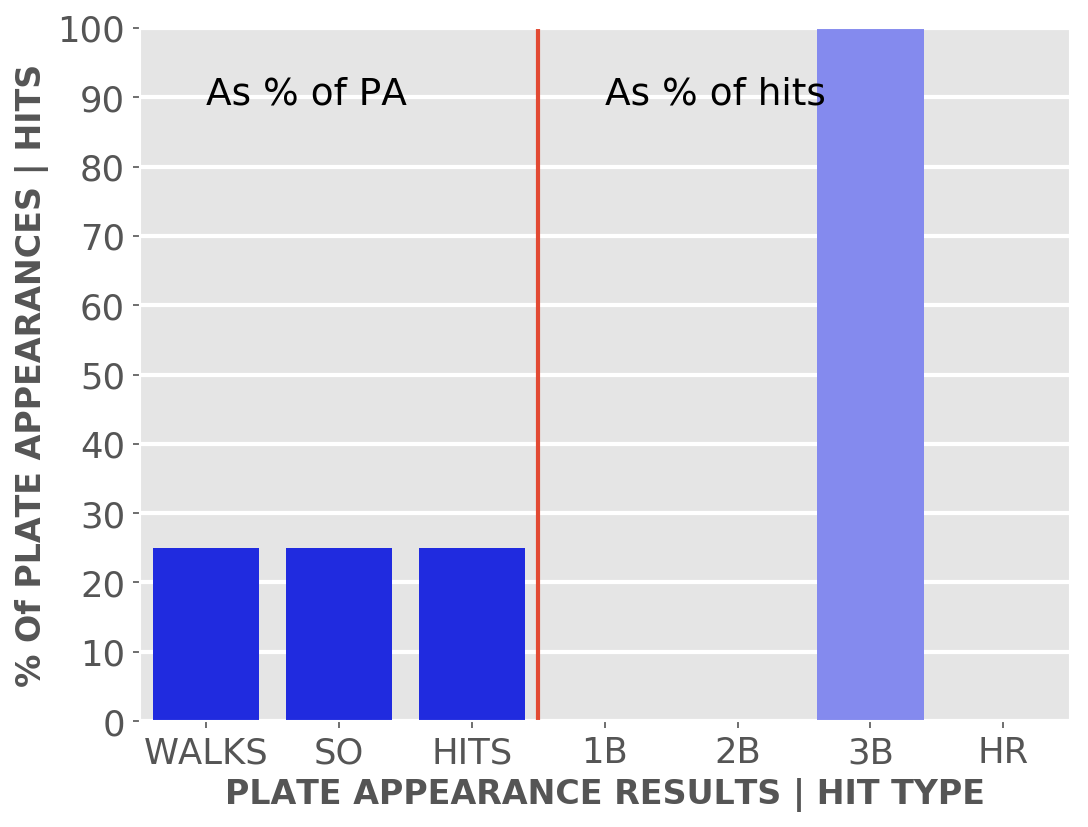 % Of PLATE APPEARANCES | HITS
100
90
80
70
60
50
40
30
20
10
0
As % of PA
As % of hits
WALKS SO HITS 1B 2B 3B HR
PLATE APPEARANCE RESULTS | HIT TYPE